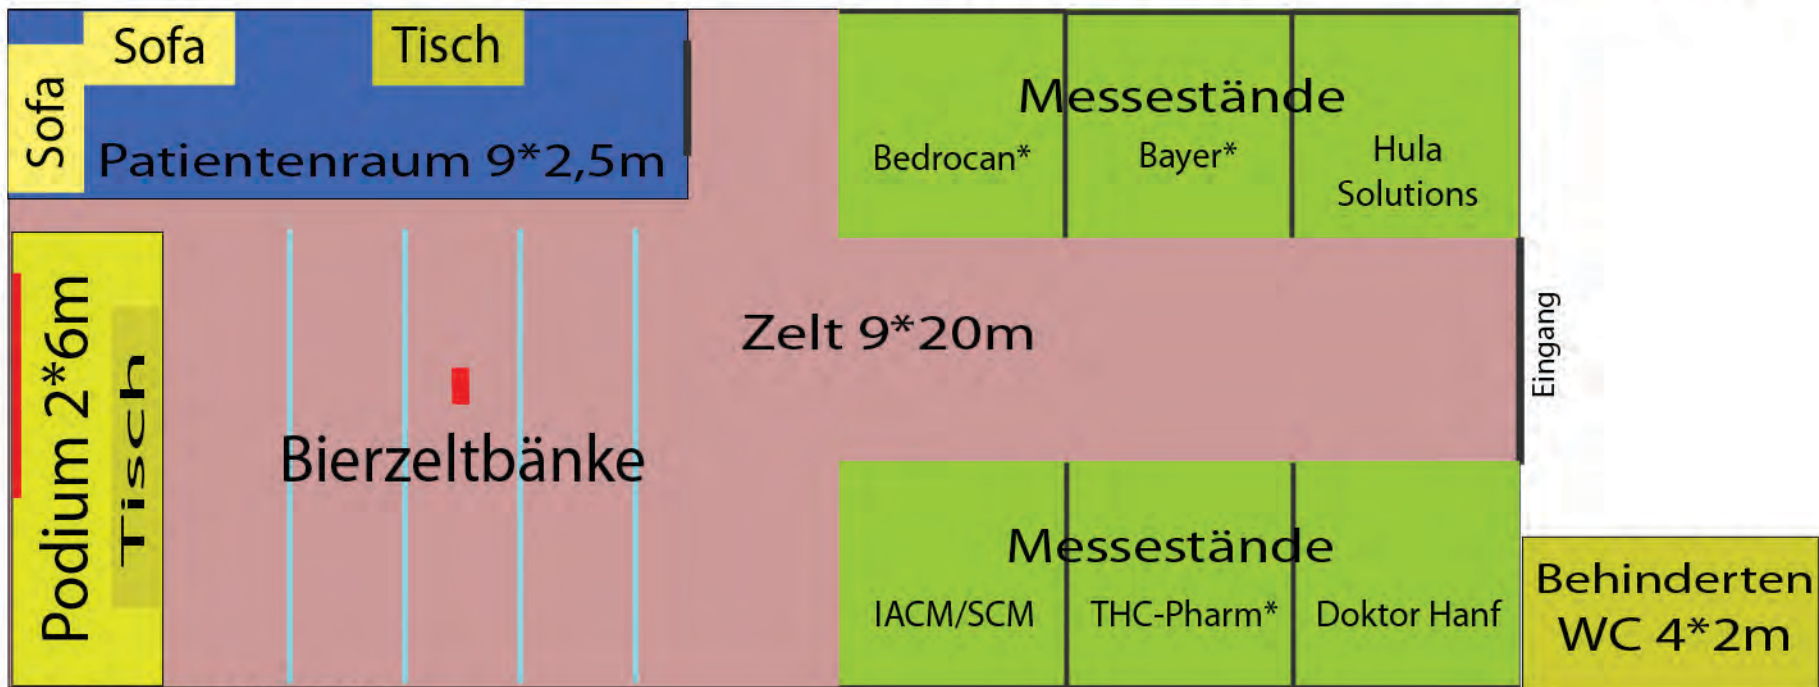 Sofa
Tisch
Sofa
Patientenraum 9*2,5m
Messestände
Bedrocan*
Bayer*
Hula
Solutions
Podium 2*6m
Tisch
Bierzeltbänke
Zelt 9*20m
Eingang
Messestände
IACM/SCM
THC-Pharm*
Doktor Hanf
Behinderten
WC 4*2m